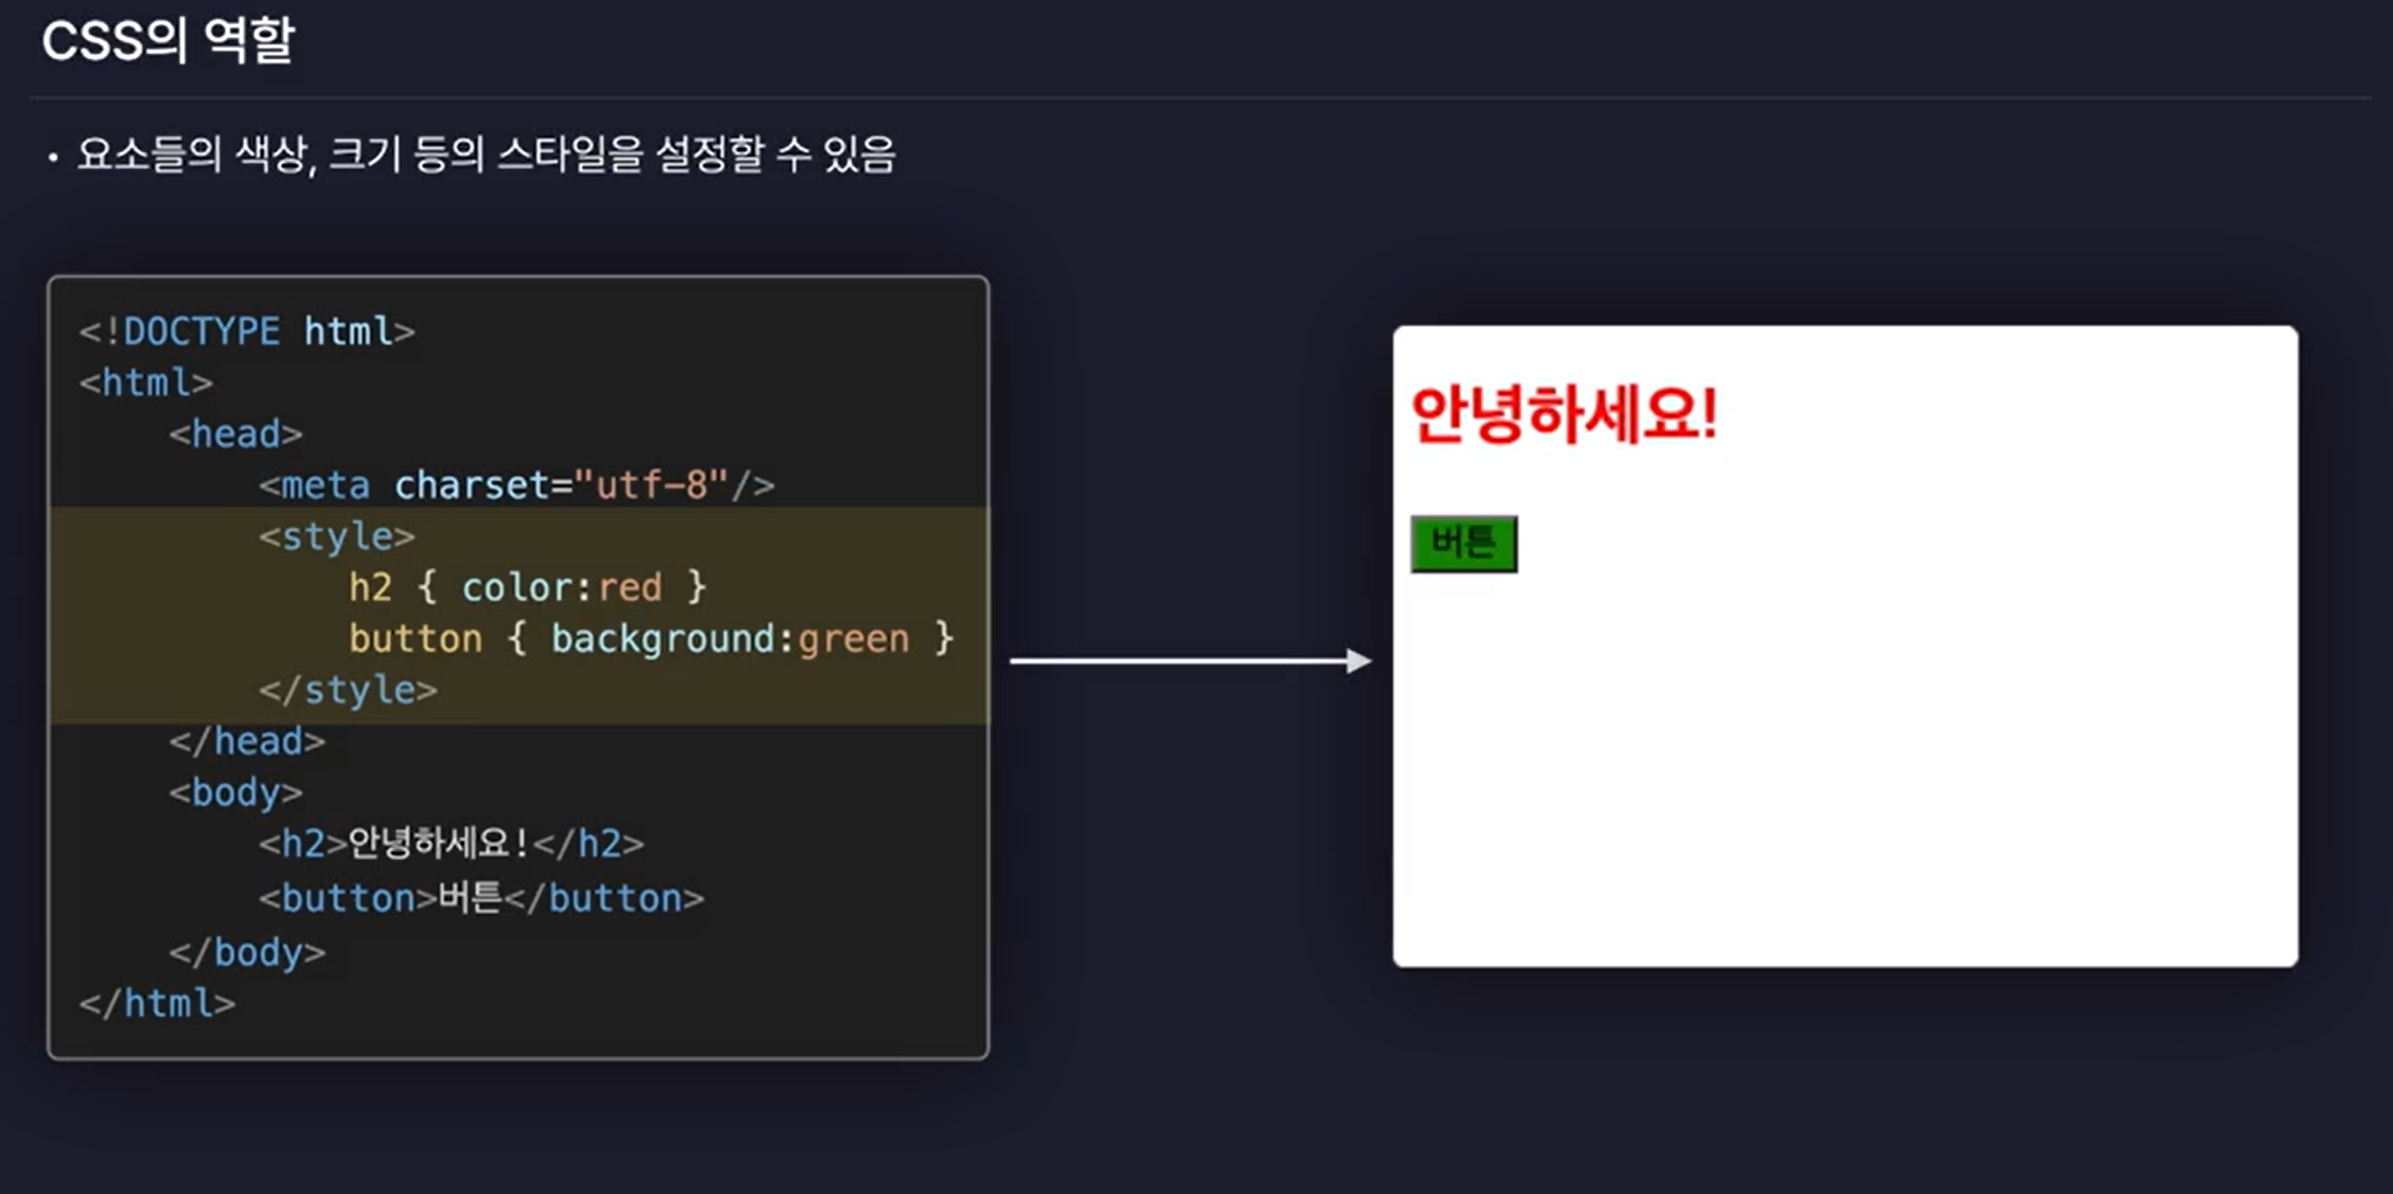 CSS의 역할
• 요소들의 색상, 크기 등의 스타일을 설정할 수 있음
<!DOCTYPE html>
<html>
    <head>
        <meta charset="utf-8"/>
        <style>
            h2 { color:red }
            button { background:green }
        </style>
    </head>
    <body>
        <h2>안녕하세요!</h2>
        <button>버튼</button>
    </body>
</html>
안녕하세요!
버튼